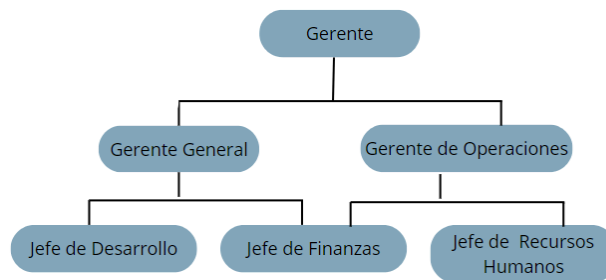 Gerente
Gerente General
Gerente de Operaciones
Jefe de Desarrollo
Jefe de Finanzas
Jefe de Recursos
Humanos